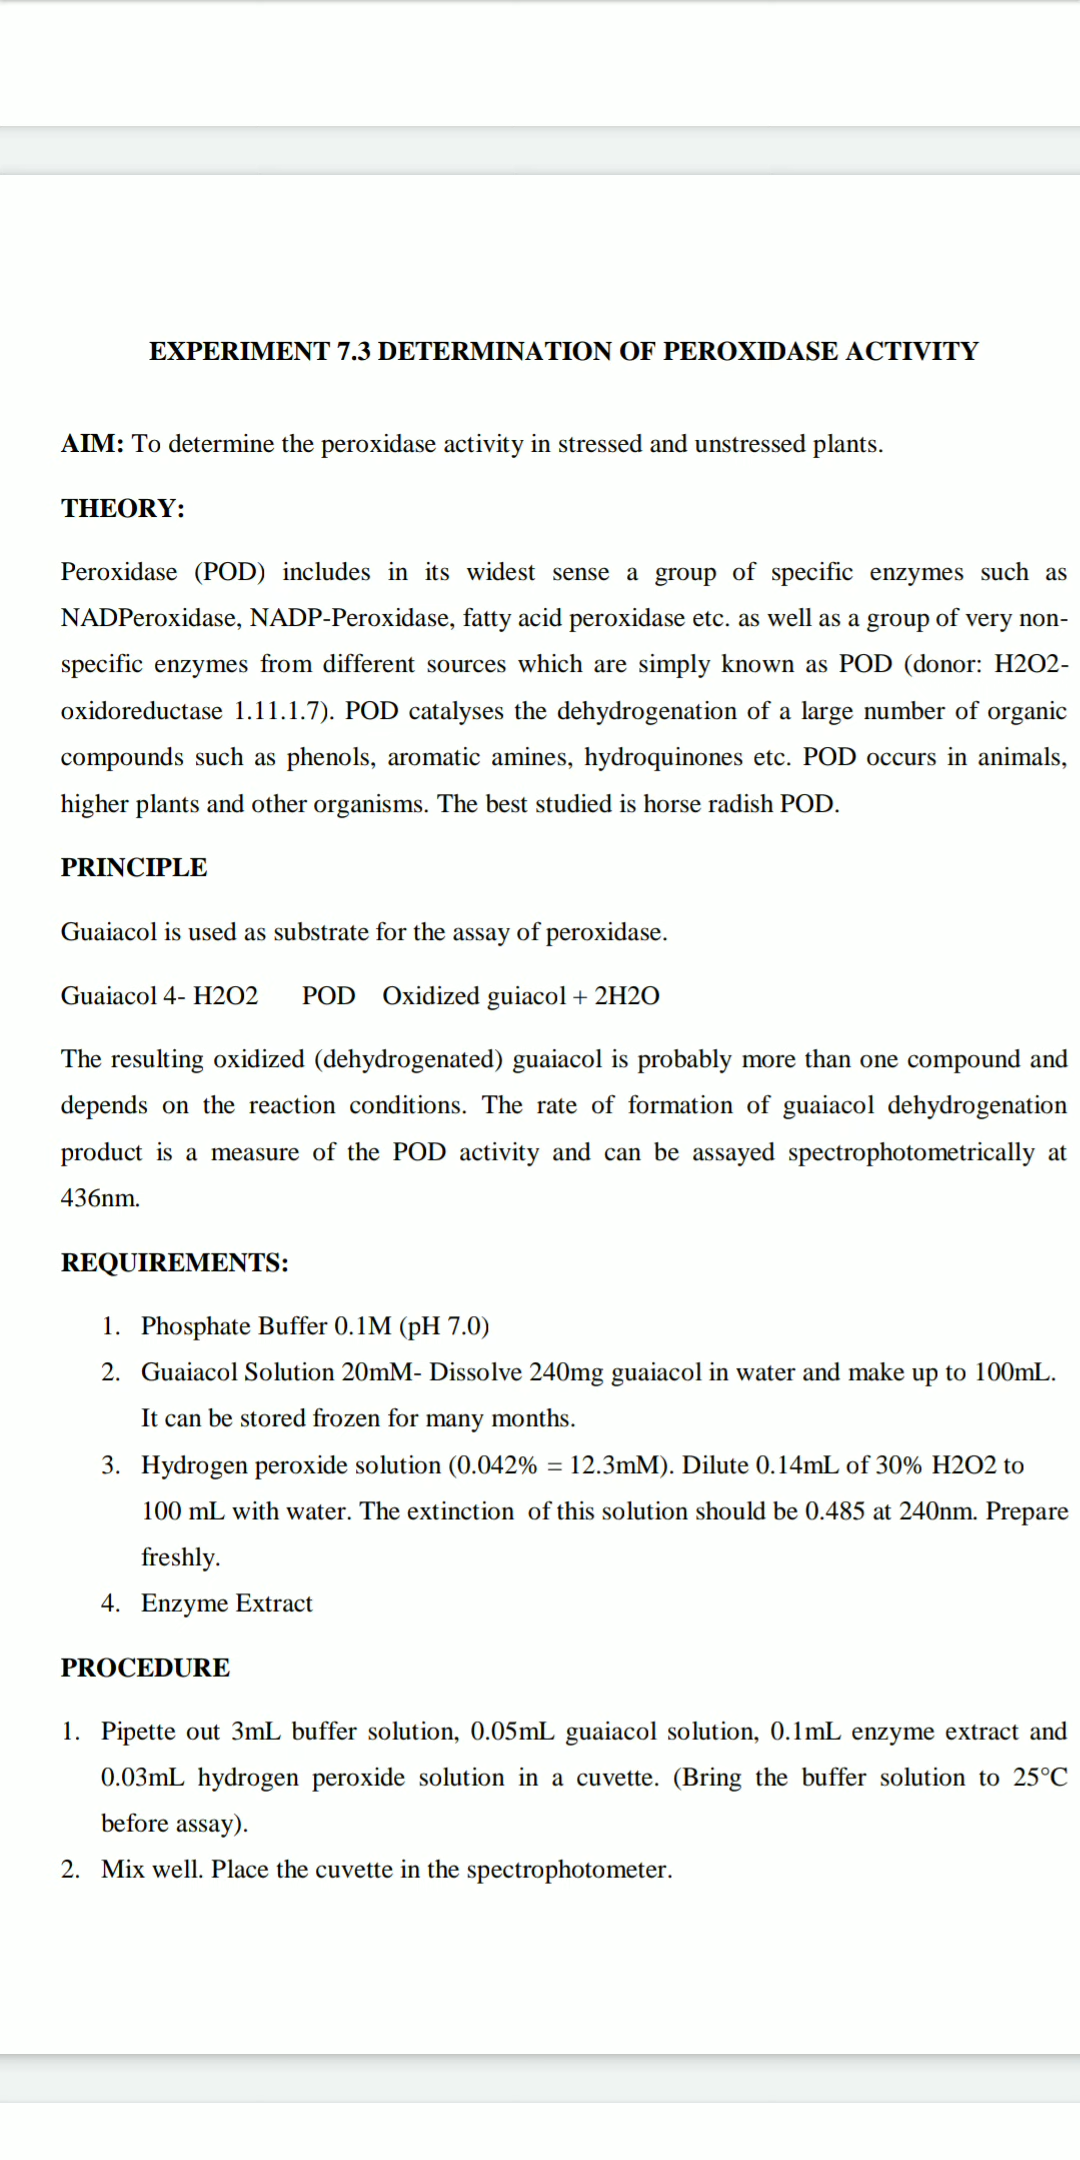 EXPERIMENT 7.3 DETERMINATION OF PEROXIDASE ACTIVITY
AIM: To determine the peroxidase activity in stressed and unstressed plants.
THEORY:
Peroxidase (POD) includes in its widest sense a group of specific enzymes such as
NADPeroxidase, NADP-Peroxidase, fatty acid peroxidase etc. as well as a group of very non-
specific enzymes from different sources which are simply known as POD (donor: H2O2-
oxidoreductase 1.11.1.7). POD catalyses the dehydrogenation of a large number of organic
compounds such as phenols, aromatic amines, hydroquinones etc. POD occurs in animals,
higher plants and other organisms. The best studied is horse radish POD.
PRINCIPLE
Guaiacol is used as substrate for the assay of peroxidase.
Guaiacol 4- H2O2 POD Oxidized guiacol + 2H2O
The resulting oxidized (dehydrogenated) guaiacol is probably more than one compound and
depends on the reaction conditions. The rate of formation of guaiacol dehydrogenation
product is a measure of the POD activity and can be assayed spectrophotometrically at
436nm.
REQUIREMENTS:
1. Phosphate Buffer 0.1M (pH 7.0)
2. Guaiacol Solution 20mM- Dissolve 240mg guaiacol in water and make up to 100mL.
It can be stored frozen for many months.
3. Hydrogen peroxide solution (0.042% = 12.3mM). Dilute 0.14mL of 30% H2O2 to
100 mL with water. The extinction of this solution should be 0.485 at 240nm. Prepare
freshly.
4. Enzyme Extract
PROCEDURE
1. Pipette out 3mL buffer solution, 0.05mL guaiacol solution, 0.1mL enzyme extract and
0.03mL hydrogen peroxide solution in a cuvette. (Bring the buffer solution to 25°C
before assay).
2. Mix well. Place the cuvette in the spectrophotometer.